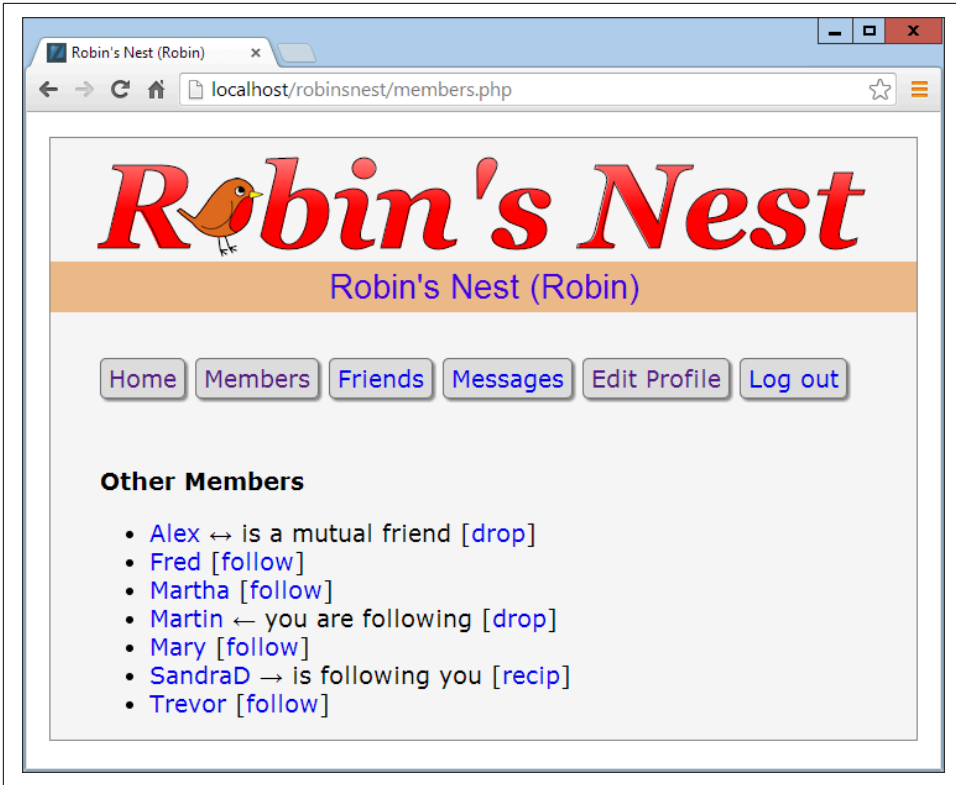 Robin's Nest (Robin)
localhost/robinsnest/members.php
Robin's Nest
Robin's Nest (Robin)
Home Members Friends Messages Edit Profile Log out
Other Members
• Alex ↔ is a mutual friend [drop]
• Fred [follow]
• Martha [follow]
• Martin ← you are following [drop]
• Mary [follow]
• SandraD → is following you [recip]
• Trevor [follow]